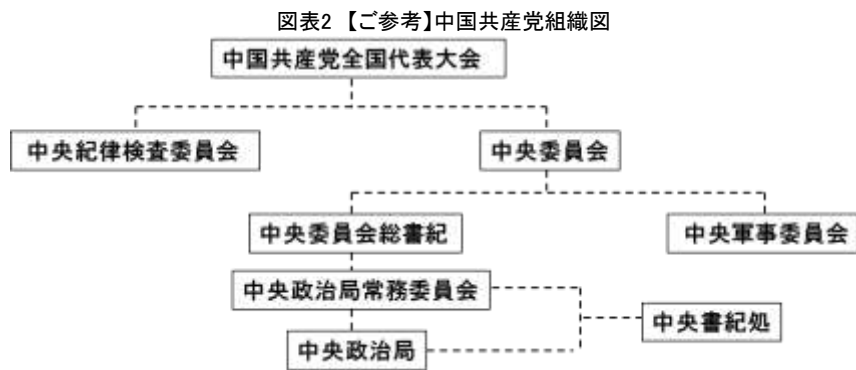 図表2 【ご参考】中国共産党組織図
中国共産党全国代表大会
中央紀律検査委員会
中央委員会
中央委員会総書紀
中央軍事委員会
中央政治局常務委員会
中央書紀処
中央政治局